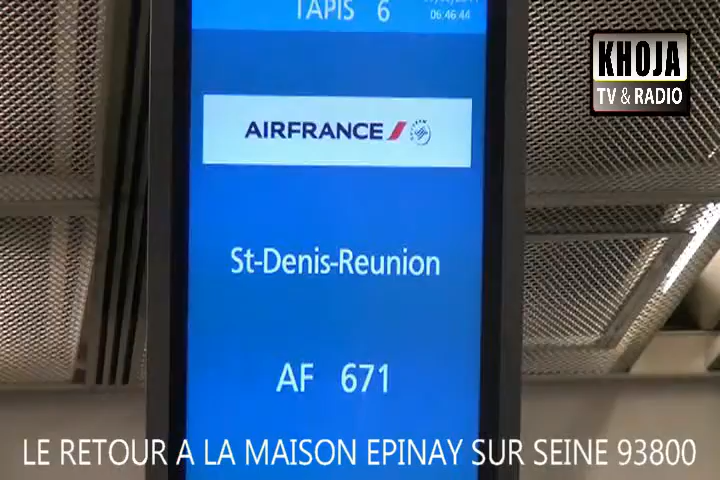 TAPIS 6
06:46:44
KHOJA
TV & RADIO
AIRFRANCE
St-Denis-Reunion
AF 671
LE RETOUR A LA MAISON EPINAY SUR SEINE 93800